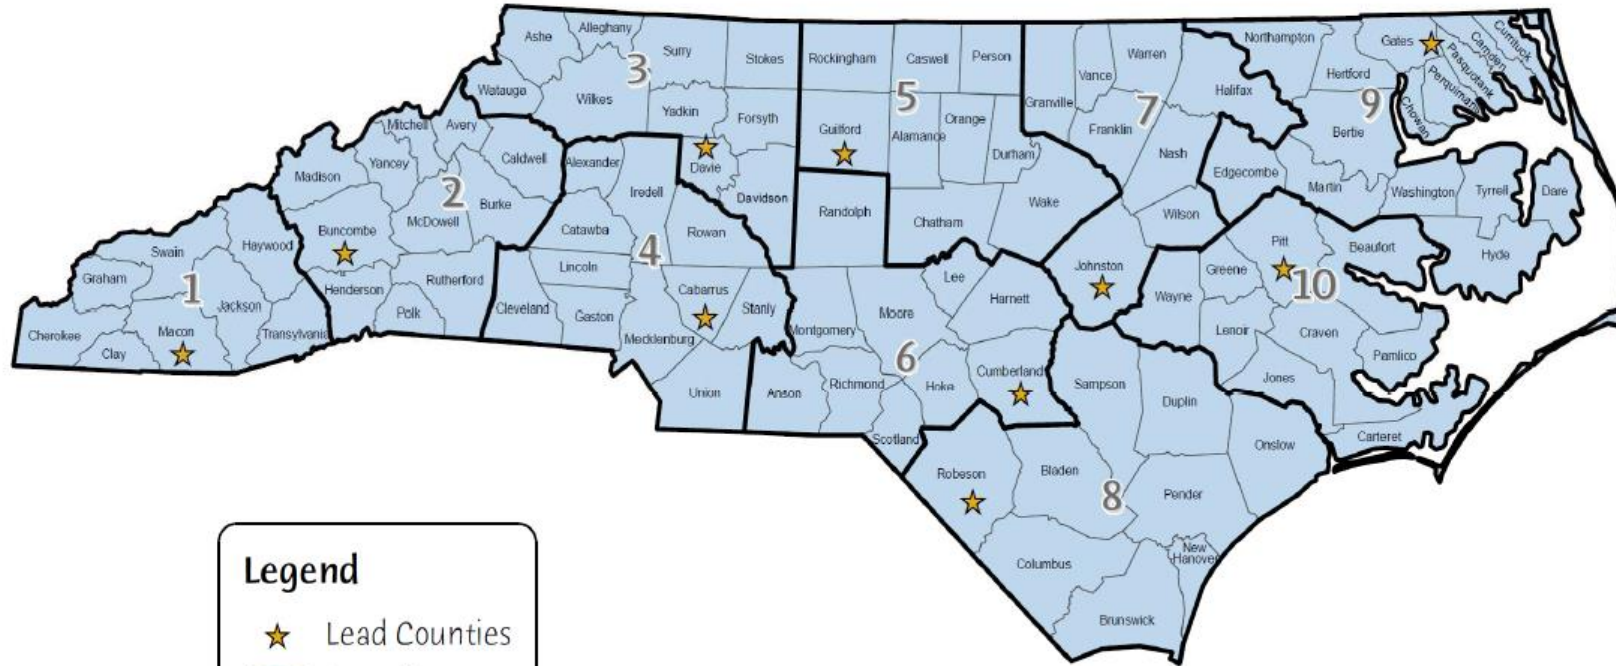 Ashe
Alleghany
Surry
Stokes
Rockingham
Caswell
Person
Granville
Vance
Warren
Northampton
Gates
Currituck
Camden
Pasquotank
Perquimans
Chowan
Hertford
Halifax
Bertie
3
5
7
9
Watauga
Wilkes
Yadkin
Forsyth
Guilford
Alamance
Orange
Durham
Franklin
Nash
Edgecombe
Martin
Washington
Tyrrell
Dare
Mitchell
Avery
Caldwell
Alexander
Davie
Madison
Yancey
2
Burke
Iredell
Davidson
Randolph
Chatham
Wake
Wilson
McDowell
Buncombe
Catawba
Rowan
Pitt
Beaufort
Hyde
Swain
Haywood
Graham
1
Jackson
Henderson
Rutherford
Polk
Lincoln
4
Cabarrus
Stanly
Lee
Harnett
Johnston
Wayne
Greene
10
Cherokee
Clay
Macon
Transylvania
Cleveland
Gaston
Mecklenburg
Montgomery
Moore
6
Lenoir
Craven
Pamlico
Union
Anson
Richmond
Hoke
Cumberland
Sampson
Duplin
Jones
Scotland
Onslow
Carteret
Robeson
Bladen
8
Pender
Columbus
New
Hanover
Brunswick
Legend
Lead Counties